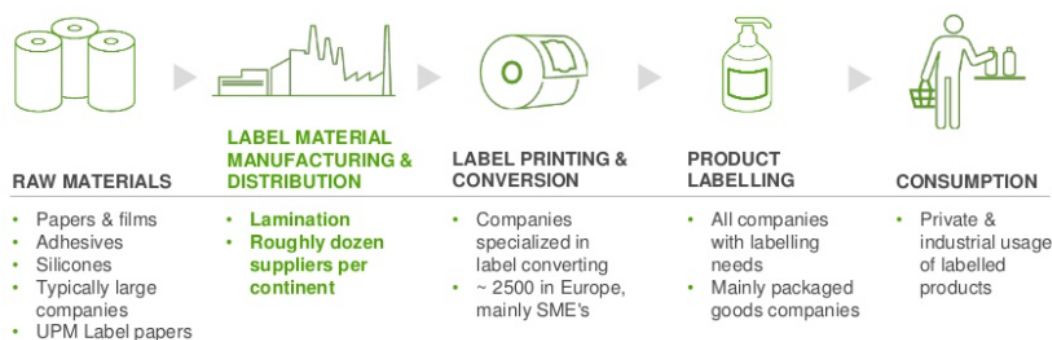 RAW MATERIALS
• Papers & films
• Adhesives
• Silicones
• Typically large
companies
• UPM Label papers
LABEL MATERIAL
MANUFACTURING &
DISTRIBUTION
• Lamination
• Roughly dozen
suppliers per
continent
LABEL PRINTING &
CONVERSION
• Companies
specialized in
label converting
• ~ 2500 in Europe,
mainly SME's
PRODUCT
LABELLING
• All companies
with labelling
needs
• Mainly packaged
goods companies
CONSUMPTION
• Private &
industrial usage
of labelled
products